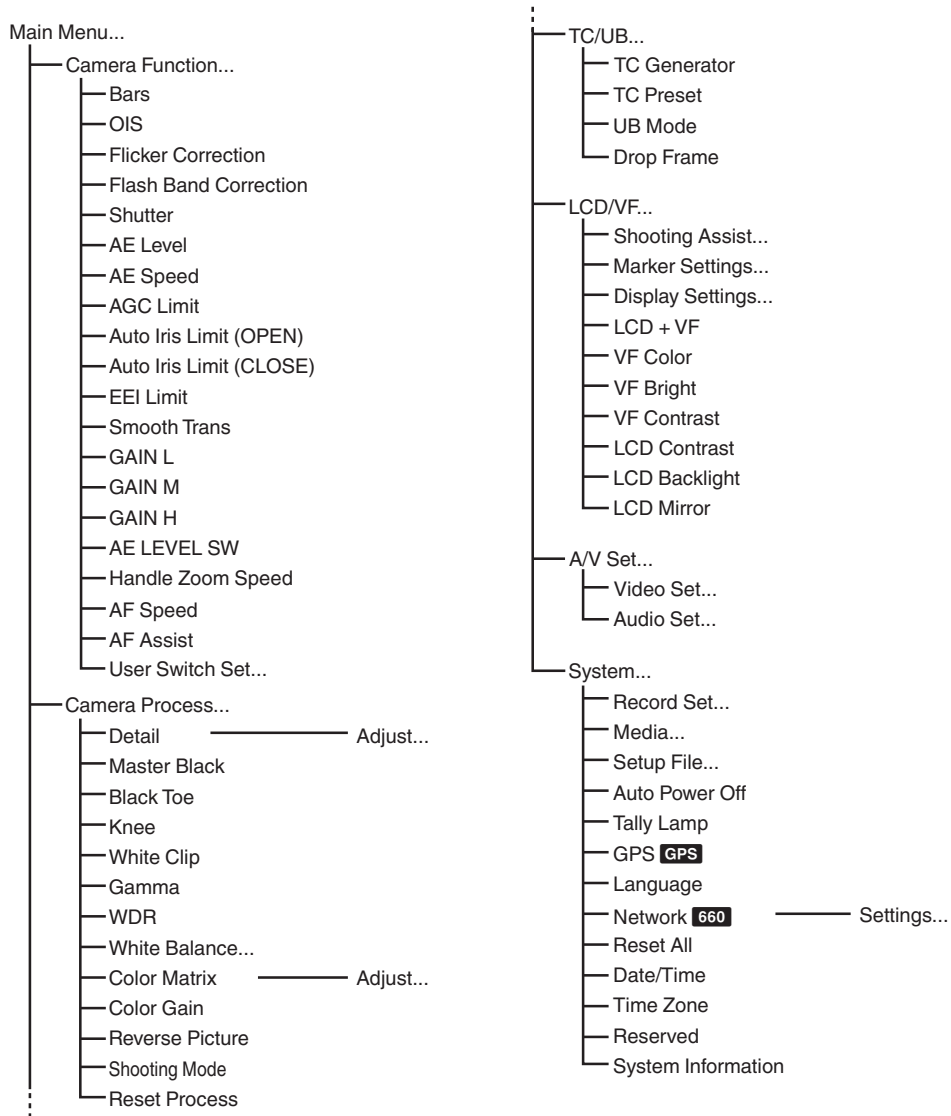 Main Menu...
Camera Function...
Bars
OIS
Flicker Correction
Flash Band Correction
Shutter
AE Level
AE Speed
AGC Limit
Auto Iris Limit (OPEN)
Auto Iris Limit (CLOSE)
EEI Limit
Smooth Trans
GAIN L
GAIN M
GAIN H
AE LEVEL SW
Handle Zoom Speed
AF Speed
AF Assist
User Switch Set...
Camera Process...
Detail Adjust...
Master Black
Black Toe
Knee
White Clip
Gamma
WDR
White Balance...
Color Matrix Adjust...
Color Gain
Reverse Picture
Shooting Mode
Reset Process
TC/UB...
TC Generator
TC Preset
UB Mode
Drop Frame
LCD/VF...
Shooting Assist...
Marker Settings...
Display Settings...
LCD + VF
VF Color
VF Bright
VF Contrast
LCD Contrast
LCD Backlight
LCD Mirror
A/V Set...
Video Set...
Audio Set...
System...
Record Set...
Media...
Setup File...
Auto Power Off
Tally Lamp
GPS GPS
Language
Network 660 Settings...
Reset All
Date/Time
Time Zone
Reserved
System Information